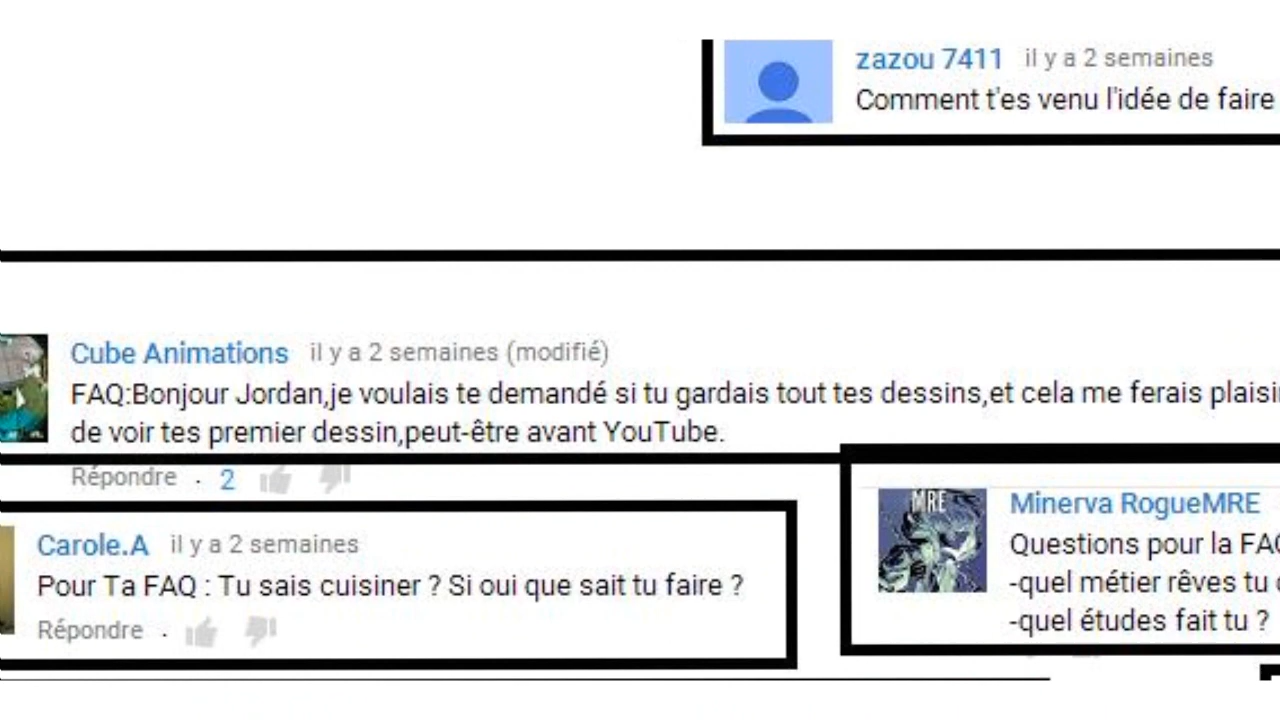 zazou 7411 il y a 2 semaines
Comment t'es venu l'idée de faire
Cube Animations il y a 2 semaines (modifié)
FAQ:Bonjour Jordan,je voulais te demandé si tu gardais tout tes dessins,et cela me ferais plaisir
de voir tes premier dessin,peut-être avant YouTube.
Répondre · 2
Carole.A il y a 2 semaines
Pour Ta FAQ : Tu sais cuisiner ? Si oui que sait tu faire ?
Répondre ·
MRE
Minerva RogueMRE
Questions pour la FAQ
-quel métier rêves tu
-quel études fait tu ?